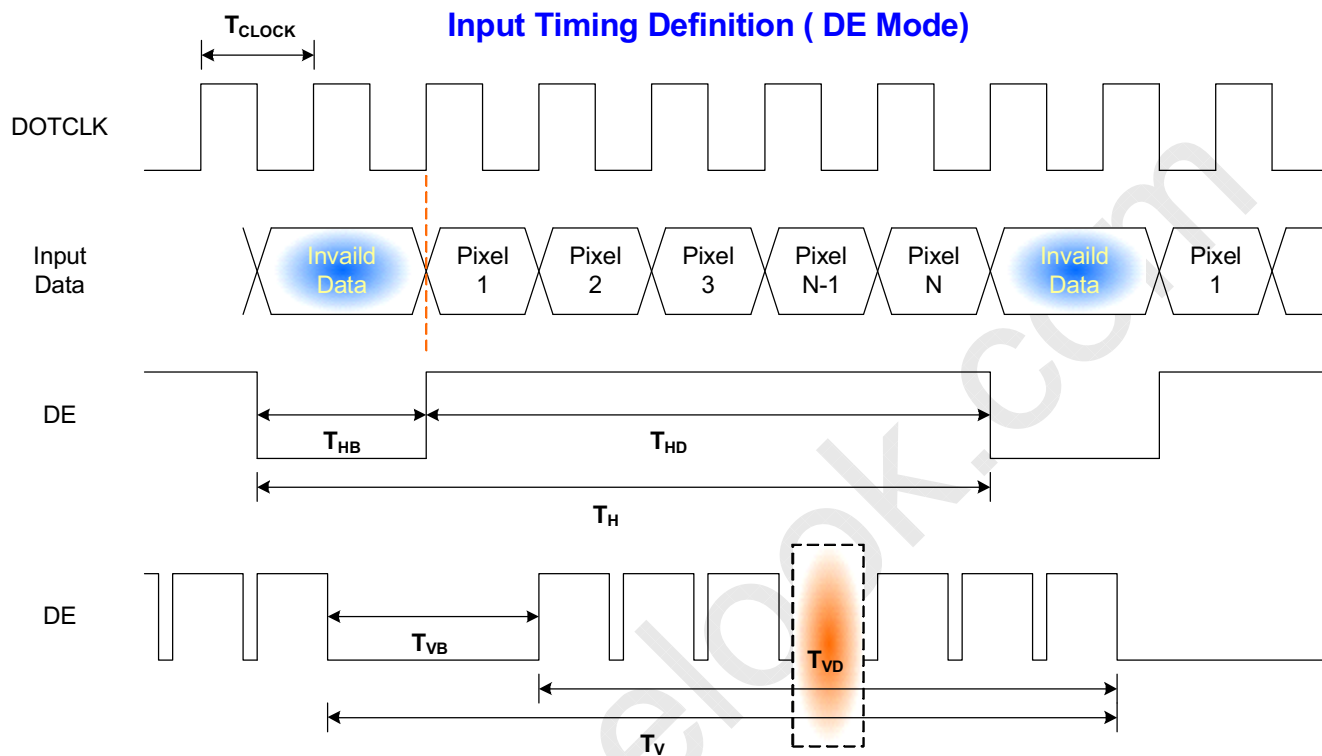 Input Timing Definition ( DE Mode)
TCLOCK
DOTCLK
Input
Data
Invaild
Data
Pixel
1
Pixel
2
Pixel
3
Pixel
N-1
Pixel
N
Invaild
Data
Pixel
1
DE
THB
THD
TH
DE
TVB
TVD
TV
elook.com